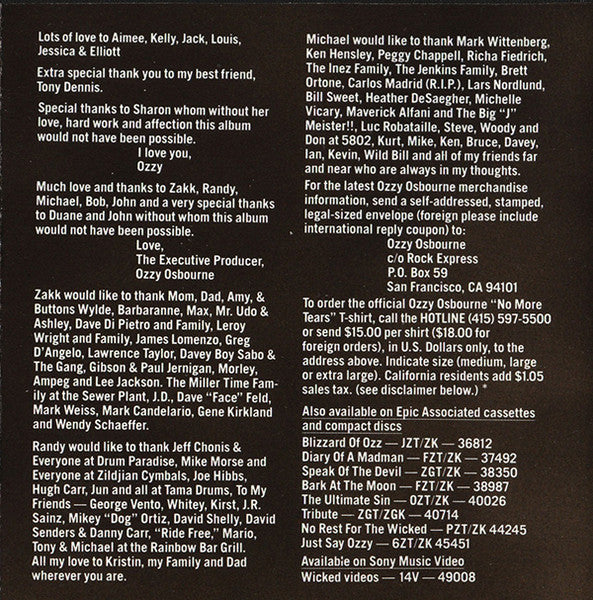 Lots of love to Aimee, Kelly, Jack, Louis,
Jessica & Elliott
Extra special thank you to my best friend,
Tony Dennis.
Special thanks to Sharon whom without her
love, hard work and affection this album
would not have been possible.
I love you,
Ozzy
Much love and thanks to Zakk, Randy,
Michael, Bob, John and a very special thanks
to Duane and John without whom this album
would not have been possible.
Love,
The Executive Producer,
Ozzy Osbourne
Zakk would like to thank Mom, Dad, Amy, &
Buttons Wylde, Barbaranne, Max, Mr. Udo &
Ashley, Dave Di Pietro and Family, Leroy
Wright and Family, James Lomenzo, Greg
D'Angelo, Lawrence Taylor, Davey Boy Sabo &
The Gang, Gibson & Paul Jernigan, Morley,
Ampeg and Lee Jackson. The Miller Time Fam-
ily at the Sewer Plant, J.D., Dave "Face" Feld,
Mark Weiss, Mark Candelario, Gene Kirkland
and Wendy Schaeffer.
Randy would like to thank Jeff Chonis &
Everyone at Drum Paradise, Mike Morse and
Everyone at Zildjian Cymbals, Joe Hibbs,
Hugh Carr, Jun and all at Tama Drums, To My
Friends — George Vento, Whitey, Kirst, J.R.
Sainz, Mikey "Dog" Ortiz, David Shelly, David
Senders & Danny Carr, "Ride Free," Mario,
Tony & Michael at the Rainbow Bar Grill.
All my love to Kristin, my Family and Dad
wherever you are.
Michael would like to thank Mark Wittenberg,
Ken Hensley, Peggy Chappell, Richa Fiedrich,
The Inez Family, The Jenkins Family, Brett
Ortone, Carlos Madrid (R.I.P.), Lars Nordlund,
Bill Sweet, Heather DeSaegher, Michelle
Vicary, Maverick Alfani and The Big "J"
Meister!!, Luc Robataille, Steve, Woody and
Don at 5802, Kurt, Mike, Ken, Bruce, Davey,
Ian, Kevin, Wild Bill and all of my friends far
and near who are always in my thoughts.
For the latest Ozzy Osbourne merchandise
information, send a self-addressed, stamped,
legal-sized envelope (foreign please include
international reply coupon) to:
Ozzy Osbourne
c/o Rock Express
P.O. Box 59
San Francisco, CA 94101
To order the official Ozzy Osbourne "No More
Tears" T-shirt, call the HOTLINE (415) 597-5500
or send $15.00 per shirt ($18.00 for
foreign orders), in U.S. Dollars only, to the
address above. Indicate size (medium, large
or extra large). California residents add $1.05
sales tax. (see disclaimer below.) *
Also available on Epic Associated cassettes
and compact discs
Blizzard Of Ozz — JZT/ZK — 36812
Diary Of A Madman — FZT/ZK — 37492
Speak Of The Devil — ZGT/ZK — 38350
Bark At The Moon — FZT/ZK — 38987
The Ultimate Sin — OZT/ZK — 40026
Tribute — ZGT/ZGK — 40714
No Rest For The Wicked — PZT/ZK 44245
Just Say Ozzy — 6ZT/ZK 45451
Available on Sony Music Video
Wicked videos — 14V — 49008